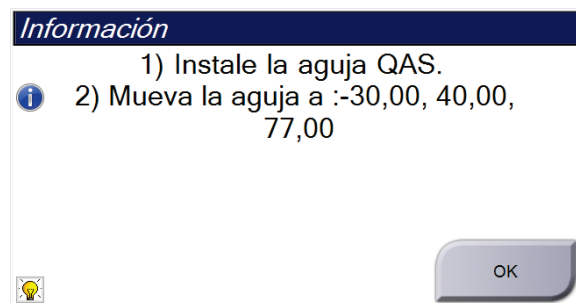 Información
1) Instale la aguja QAS.
2) Mueva la aguja a :-30,00, 40,00,
77,00
OK